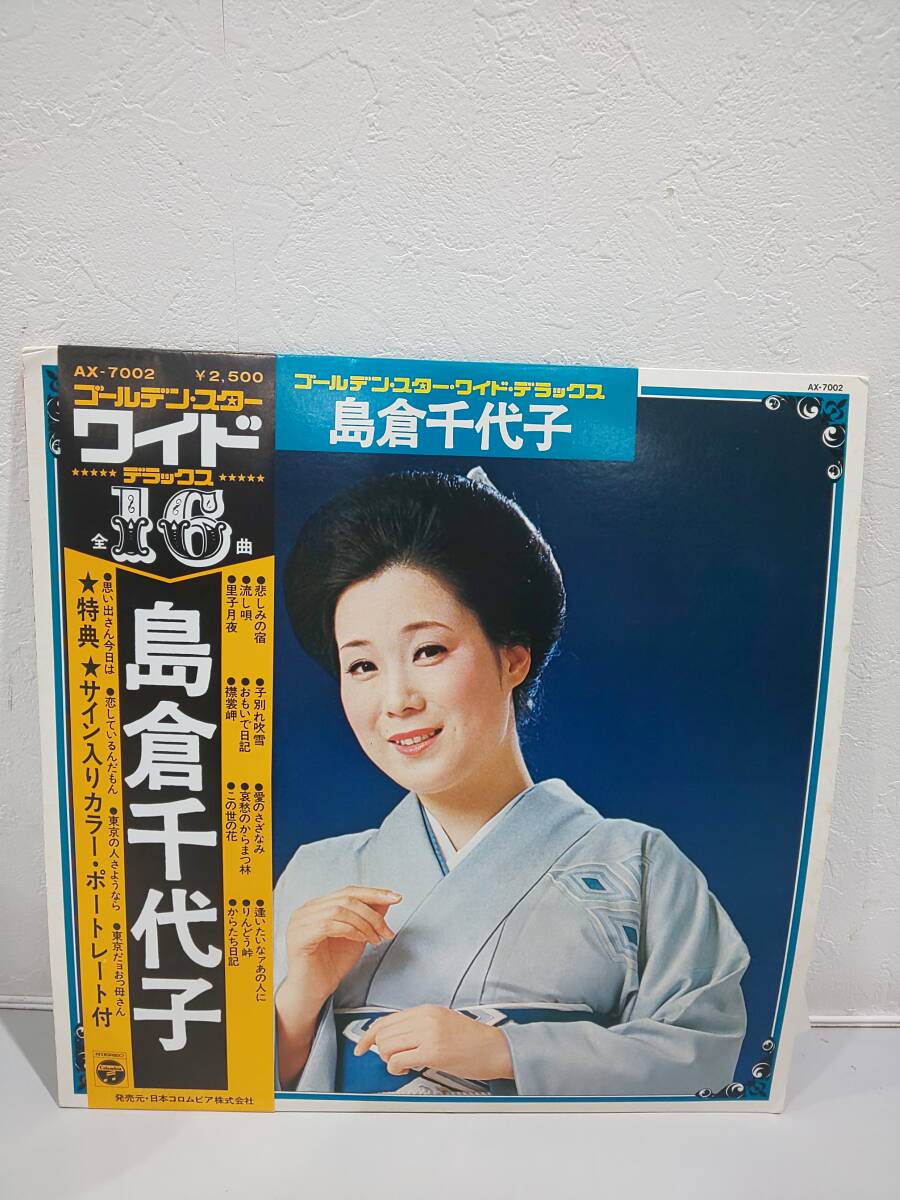 AX-7002 ￥2,500
ゴールデン・スター
ワイド
★★★★★デラックス★★★★★
全16曲
●悲しみの宿
●流し唄
●里子月夜
●子別れ吹雪
●おもいで日記
●襟裳岬
●愛のさざなみ
●哀愁のからまつ林
●この世の花
●逢いたいなァあの人に
●りんどう峠
●からたち日記
島倉千代子
●思い出さん今日は
●恋しているんだもん
●東京の人さようなら
●東京だョおっ母さん
★特典★サイン入りカラー・ポートレート付
Columbia
発売元・日本コロムビア株式会社
ゴールデン・スター・ワイド・デラックス
島倉千代子
AX-7002